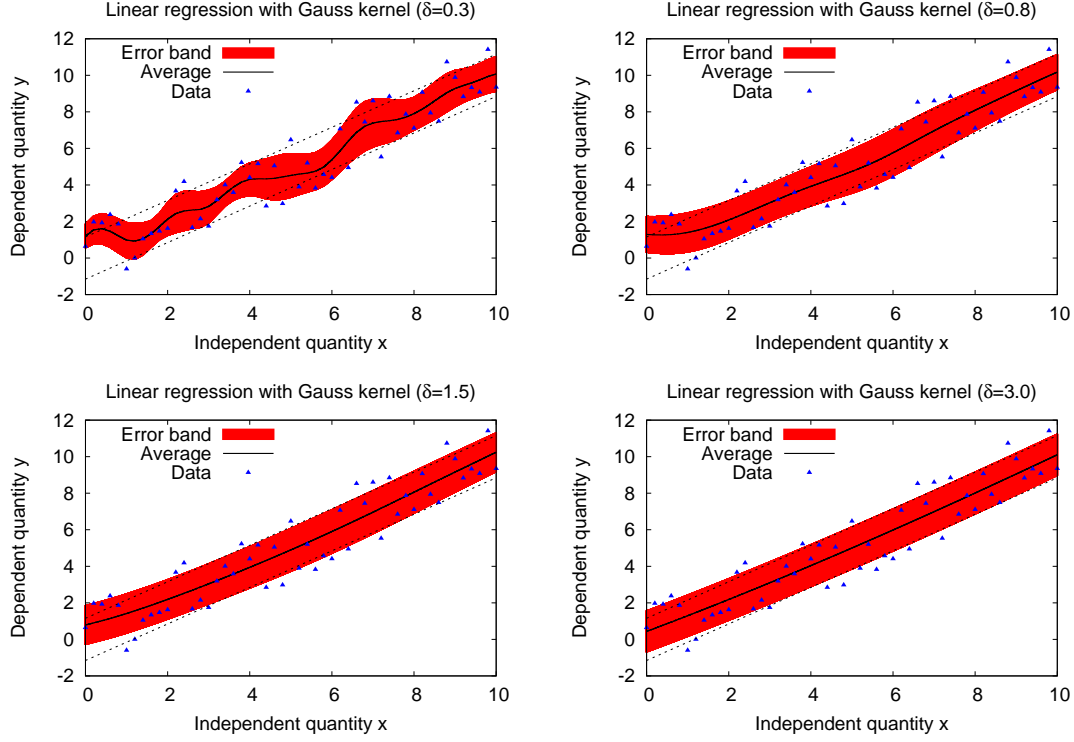 Linear regression with Gauss kernel (δ=0.3)
12
10
8
6
4
2
0
-2
Dependent quantity y
Error band
Average
Data
0 2 4 6 8 10
Independent quantity x
Linear regression with Gauss kernel (δ=0.8)
12
10
8
6
4
2
0
-2
Dependent quantity y
Error band
Average
Data
0 2 4 6 8 10
Independent quantity x
Linear regression with Gauss kernel (δ=1.5)
12
10
8
6
4
2
0
-2
Dependent quantity y
Error band
Average
Data
0 2 4 6 8 10
Independent quantity x
Linear regression with Gauss kernel (δ=3.0)
12
10
8
6
4
2
0
-2
Dependent quantity y
Error band
Average
Data
0 2 4 6 8 10
Independent quantity x